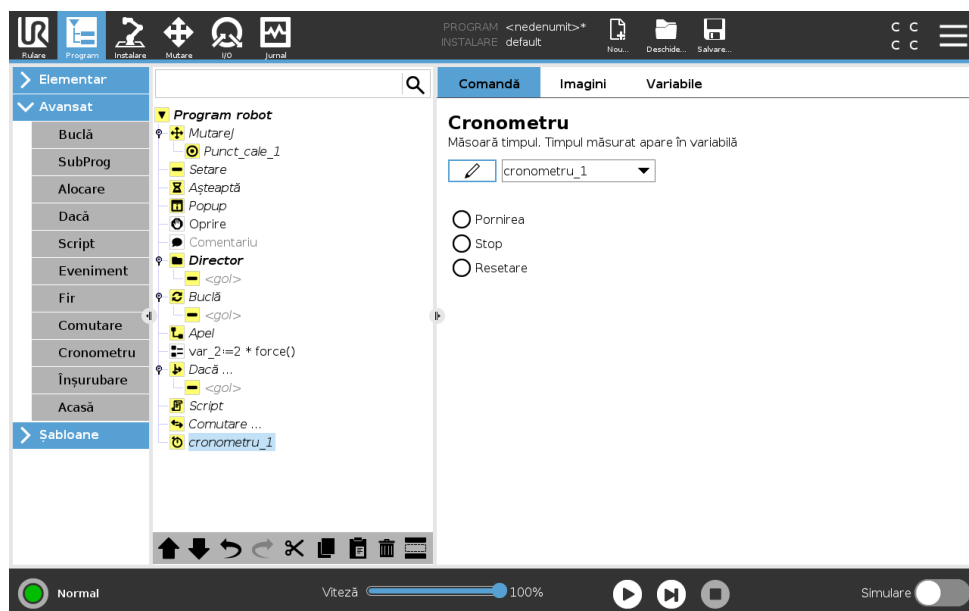 PROGRAM <nedenumit>*
INSTALARE default
Rulare Program Instalare Mutare I/O Jurnal Nou... Deschide... Salvare...
C C
C C
Elementar
Avansat
Buclă
SubProg
Alocare
Dacă
Script
Eveniment
Fir
Comutare
Cronometru
Înșurubare
Acasă
Șabloane
Program robot
MutareJ
Punct_cale_1
Setare
Așteaptă
Popup
Oprire
Comentariu
Director
<gol>
Buclă
<gol>
Apel
var_2:=2 * force()
Dacă ...
<gol>
Script
Comutare ...
cronometru_1
Comandă Imagini Variabile
Cronometru
Măsoară timpul. Timpul măsurat apare în variabilă
cronometru_1
Pornirea
Stop
Resetare
Normal Viteză 100% Simulare